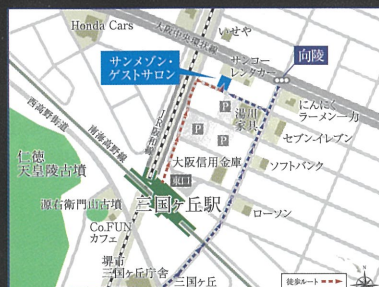 Honda Cars
大阪中央環状線
いせや
サンメゾン・
ゲストサロン
サンヨー
レンタカー
向陵
西高野街道
南海高野線
JR阪和線
P
P
P
湯川
家具
にんにく
ラーメン一力
セブン-イレブン
大阪信用金庫
ソフトバンク
仁徳
天皇陵古墳
東口
源右衛門山古墳
三国ヶ丘駅
ローソン
Co.FUN
カフェ
堺市
三国ヶ丘庁舎
三国ヶ丘
徒歩ルート